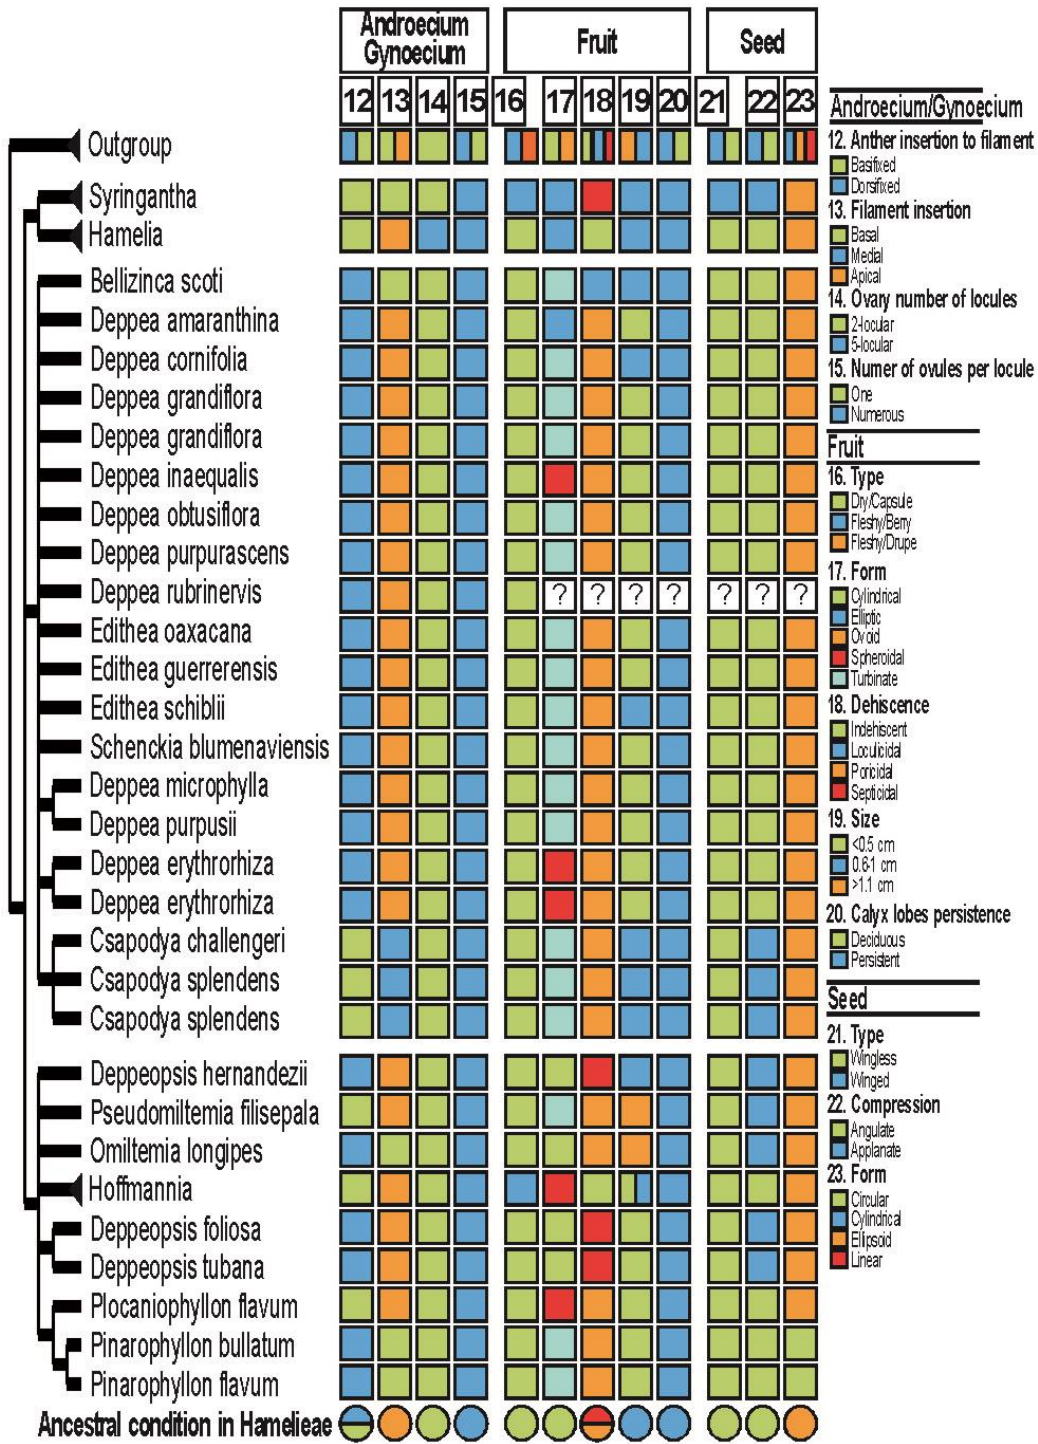 Androecium
Gynoecium
Fruit
Seed
12 13 14 15 16 17 18 19 20 21 22 23
Outgroup
Syringantha
Hamelia
Bellizinca scoti
Deppea amaranthina
Deppea cornifolia
Deppea grandiflora
Deppea grandiflora
Deppea inaequalis
Deppea obtusiflora
Deppea purpurascens
Deppea rubrinervis ? ? ? ? ? ? ?
Edithea oaxacana
Edithea guerrerensis
Edithea schiblii
Schenckia blumenaviensis
Deppea microphylla
Deppea purpusii
Deppea erythrorhiza
Deppea erythrorhiza
Csapodya challengeri
Csapodya splendens
Csapodya splendens
Deppeopsis hernandezii
Pseudomiltemia filisepala
Omiltemia longipes
Hoffmannia
Deppeopsis foliosa
Deppeopsis tubana
Plocaniophyllon flavum
Pinarophyllon bullatum
Pinarophyllon flavum
Ancestral condition in Hamelieae
Androecium/Gynoecium
12. Anther insertion to filament
Basifixed
Dorsifixed
13. Filament insertion
Basal
Medial
Apical
14. Ovary number of locules
2-locular
5-locular
15. Numer of ovules per locule
One
Numerous
Fruit
16. Type
Dry/Capsule
Fleshy/Berry
Fleshy/Drupe
17. Form
Cylindrical
Elliptic
Ovoid
Spheroidal
Turbinate
18. Dehiscence
Indehiscent
Loculicidal
Poricidal
Septicidal
19. Size
<0.5 cm
0.6-1 cm
>1.1 cm
20. Calyx lobes persistence
Deciduous
Persistent
Seed
21. Type
Wingless
Winged
22. Compression
Angulate
Applanate
23. Form
Circular
Cylindrical
Ellipsoid
Linear